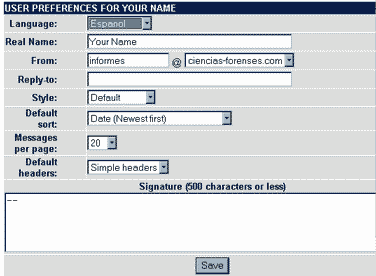 USER PREFERENCES FOR YOUR NAME
Language: Espanol
Real Name: Your Name
From: informes @ ciencias-forenses.com
Reply-to:
Style: Default
Default sort: Date (Newest first)
Messages per page: 20
Default headers: Simple headers
Signature (500 characters or less)
--
Save